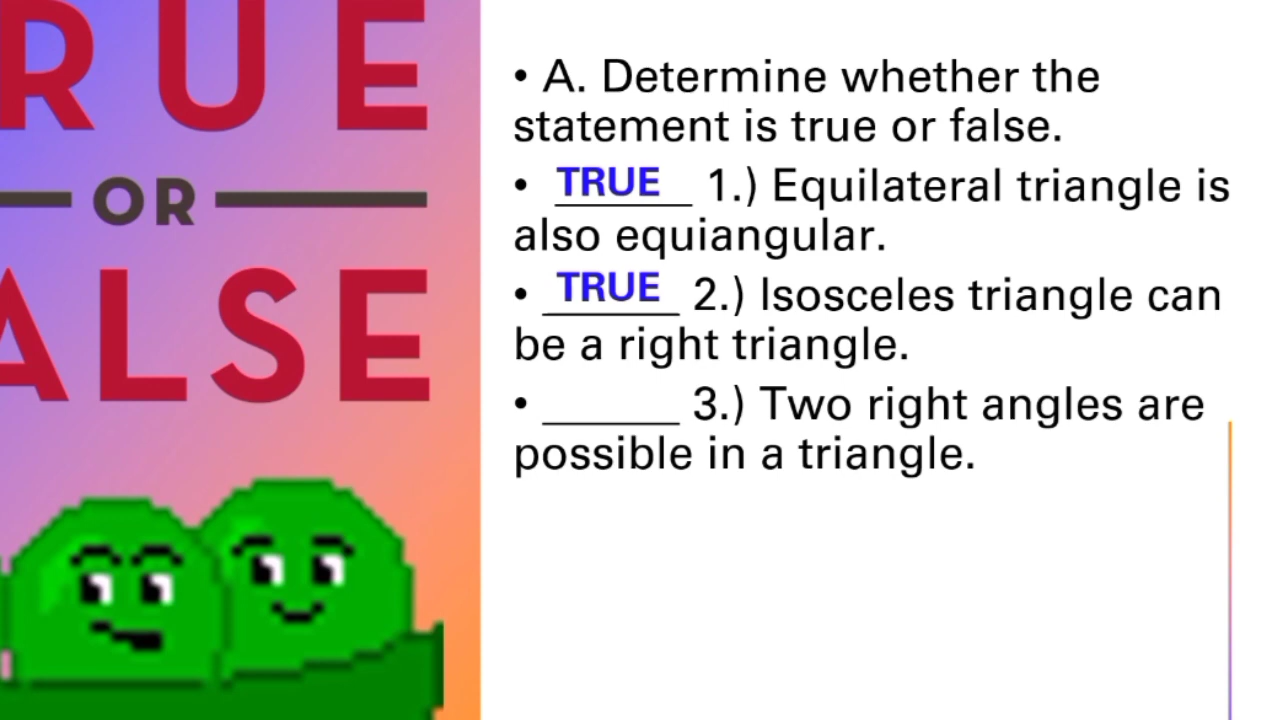 RUE
OR
ALSE
• A. Determine whether the
statement is true or false.
• TRUE 1.) Equilateral triangle is
also equiangular.
• TRUE 2.) Isosceles triangle can
be a right triangle.
• ______ 3.) Two right angles are
possible in a triangle.